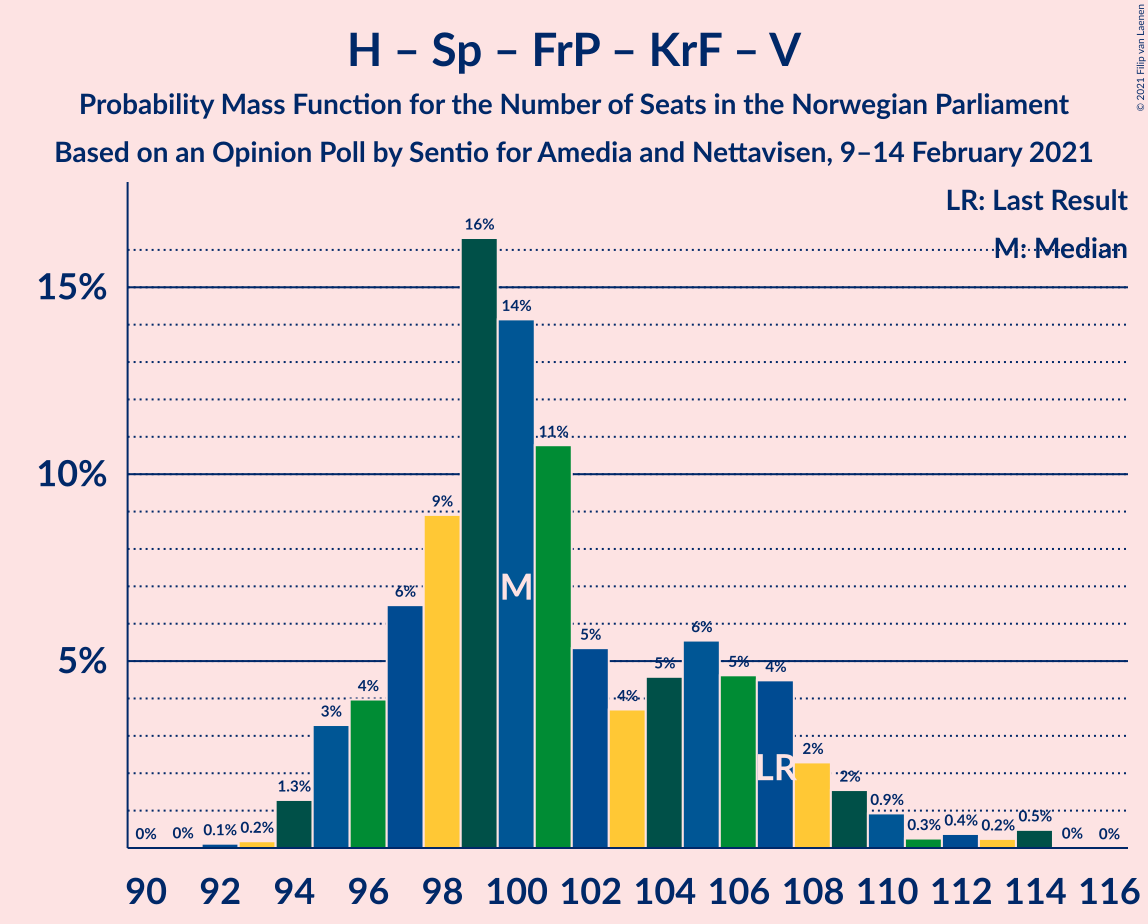 H – Sp – FrP – KrF – V
Probability Mass Function for the Number of Seats in the Norwegian Parliament
Based on an Opinion Poll by Sentio for Amedia and Nettavisen, 9–14 February 2021
© 2021 Filip van Laenen
LR: Last Result
M: Median
15%
10%
5%
0% 0% 0.1% 0.2% 1.3% 3% 4% 6% 9% 16% 14% 11% 5% 4% 5% 6% 5% 4% 2% 2% 0.9% 0.3% 0.4% 0.2% 0.5% 0% 0%
M
LR
90 92 94 96 98 100 102 104 106 108 110 112 114 116